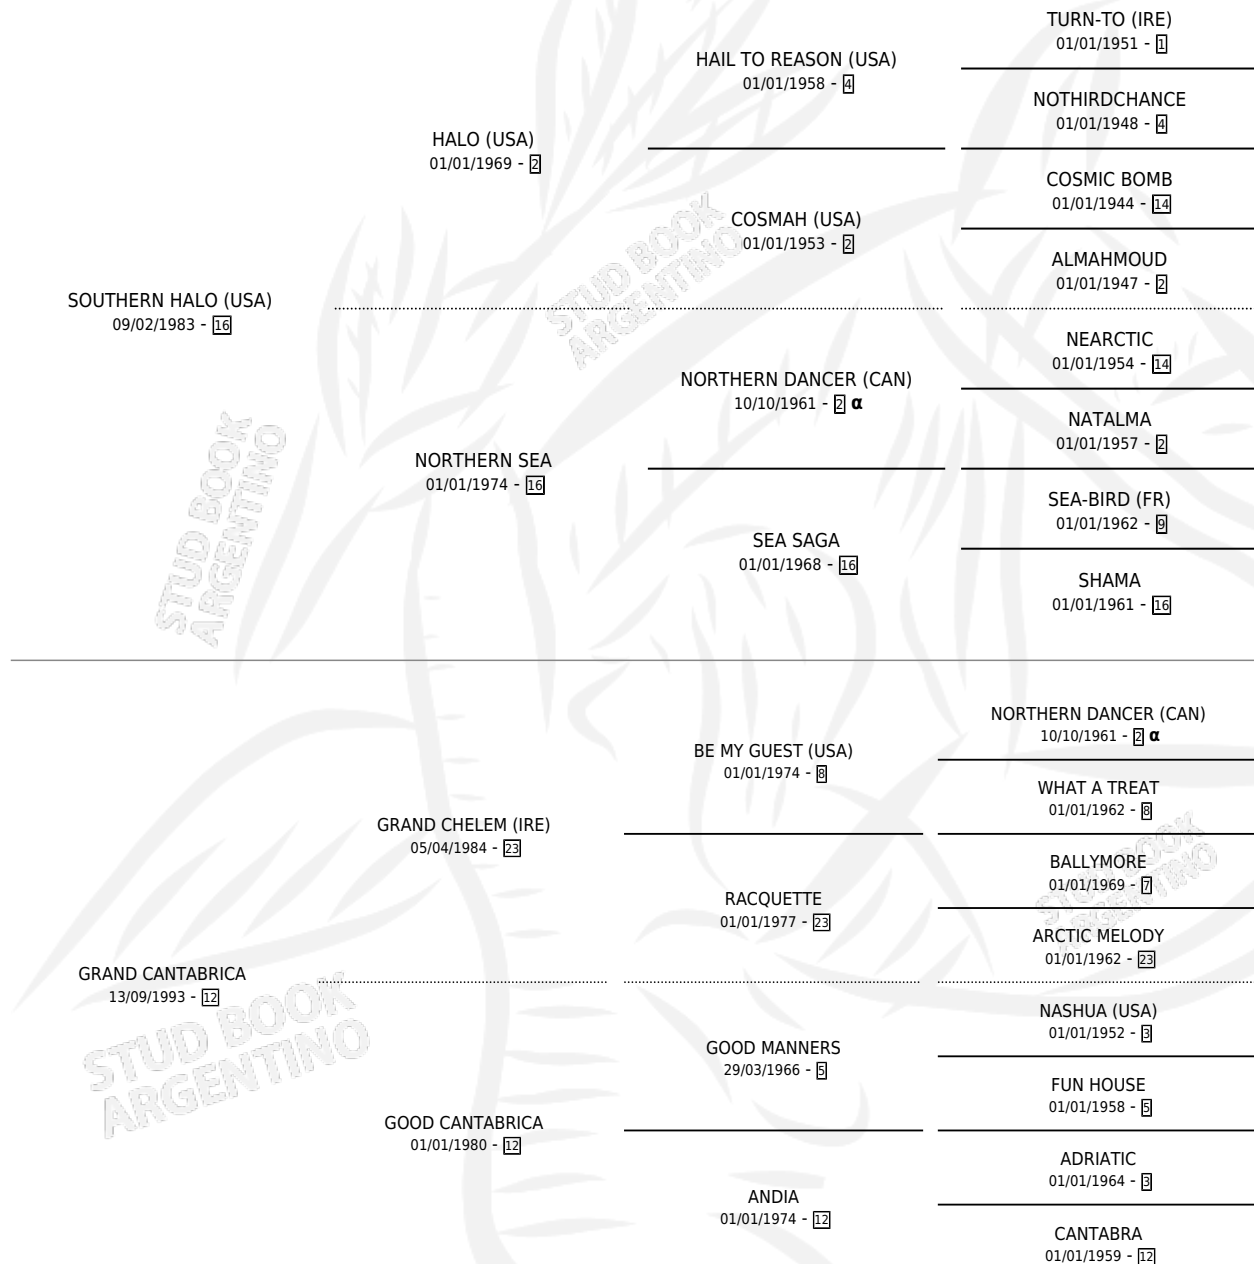 TURN-TO (IRE)
01/01/1951 - 1
HAIL TO REASON (USA)
01/01/1958 - 4
NOTHIRDCHANCE
01/01/1948 - 4
HALO (USA)
01/01/1969 - 2
COSMIC BOMB
01/01/1944 - 14
COSMAH (USA)
01/01/1953 - 2
ALMAHMOUD
01/01/1947 - 2
SOUTHERN HALO (USA)
09/02/1983 - 16
NEARCTIC
01/01/1954 - 14
NORTHERN DANCER (CAN)
10/10/1961 - 2 α
NATALMA
01/01/1957 - 2
NORTHERN SEA
01/01/1974 - 16
SEA-BIRD (FR)
01/01/1962 - 9
SEA SAGA
01/01/1968 - 16
SHAMA
01/01/1961 - 16
NORTHERN DANCER (CAN)
10/10/1961 - 2 α
BE MY GUEST (USA)
01/01/1974 - 8
WHAT A TREAT
01/01/1962 - 8
GRAND CHELEM (IRE)
05/04/1984 - 23
BALLYMORE
01/01/1969 - 7
RACQUETTE
01/01/1977 - 23
ARCTIC MELODY
01/01/1962 - 23
GRAND CANTABRICA
13/09/1993 - 12
NASHUA (USA)
01/01/1952 - 3
GOOD MANNERS
29/03/1966 - 5
FUN HOUSE
01/01/1958 - 5
GOOD CANTABRICA
01/01/1980 - 12
ADRIATIC
01/01/1964 - 3
ANDIA
01/01/1974 - 12
CANTABRA
01/01/1959 - 12
STUD BOOK
ARGENTINO
STUD BOOK
ARGENTINO
STUD BOOK
ARGENTINO
STUD BOOK
ARGENTINO